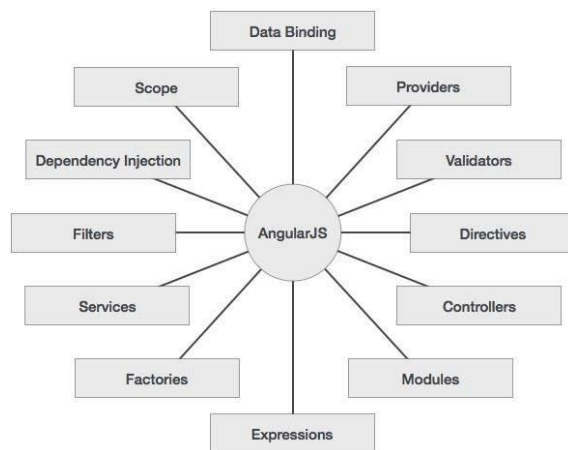 Data Binding
Scope
Providers
Dependency Injection
Validators
Filters
AngularJS
Directives
Services
Controllers
Factories
Modules
Expressions